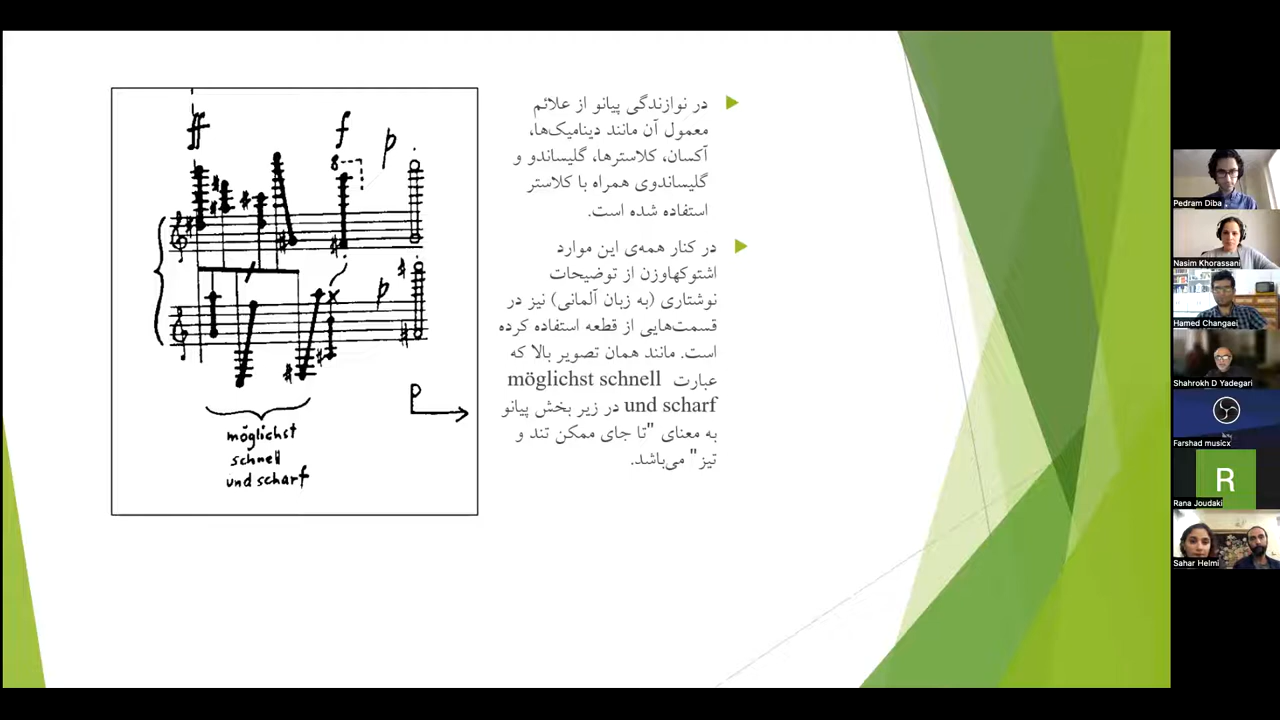 ff f p
8
p
p
möglichst
schnell
und scharf
در نوازندگی پیانو از علائم
معمول آن مانند دینامیک‌ها،
آکسان، کلاسترها، گلیساندو و
گلیساندوی همراه با کلاستر
استفاده شده است.
در کنار همه‌ی این موارد
اشتوکهاوزن از توضیحات
نوشتاری (به زبان آلمانی) نیز در
قسمت‌هایی از قطعه استفاده کرده
است. مانند همان تصویر بالا که
عبارت möglichst schnell
und scharf در زیر بخش پیانو
به معنای "تا جای ممکن تند و
تیز" می‌باشد.
Pedram Diba
Nasim Khorassani
Hamed Changaei
Shahrokh D Yadegari
Farshad musicx
R
Rana Joudaki
Sahar Helmi